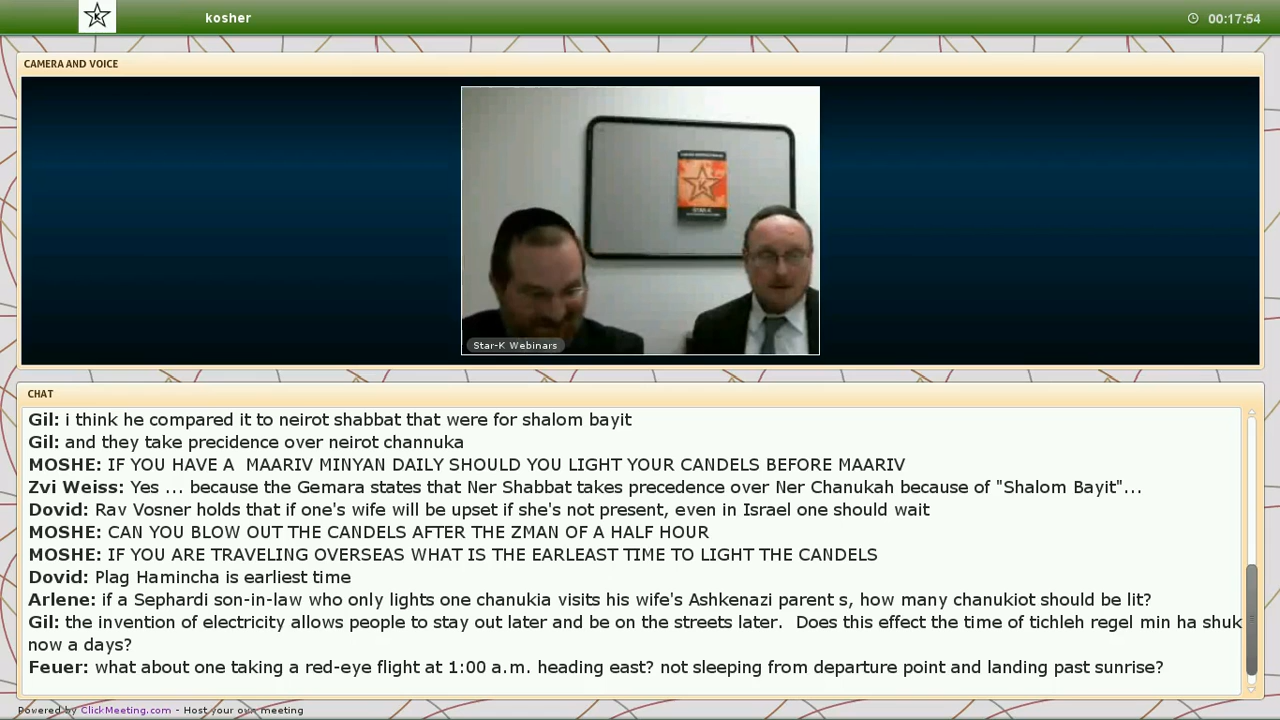 K
kosher
00:17:54
CAMERA AND VOICE
K
STAR-K
Star-K Webinars
CHAT
Gil: i think he compared it to neirot shabbat that were for shalom bayit
Gil: and they take precidence over neirot channuka
MOSHE: IF YOU HAVE A  MAARIV MINYAN DAILY SHOULD YOU LIGHT YOUR CANDELS BEFORE MAARIV
Zvi Weiss: Yes ... because the Gemara states that Ner Shabbat takes precedence over Ner Chanukah because of "Shalom Bayit"...
Dovid: Rav Vosner holds that if one's wife will be upset if she's not present, even in Israel one should wait
MOSHE: CAN YOU BLOW OUT THE CANDELS AFTER THE ZMAN OF A HALF HOUR
MOSHE: IF YOU ARE TRAVELING OVERSEAS WHAT IS THE EARLEAST TIME TO LIGHT THE CANDELS
Dovid: Plag Hamincha is earliest time
Arlene: if a Sephardi son-in-law who only lights one chanukia visits his wife's Ashkenazi parent s, how many chanukiot should be lit?
Gil: the invention of electricity allows people to stay out later and be on the streets later.  Does this effect the time of tichleh regel min ha shuk
now a days?
Feuer: what about one taking a red-eye flight at 1:00 a.m. heading east? not sleeping from departure point and landing past sunrise?
Powered by ClickMeeting.com - Host your own meeting